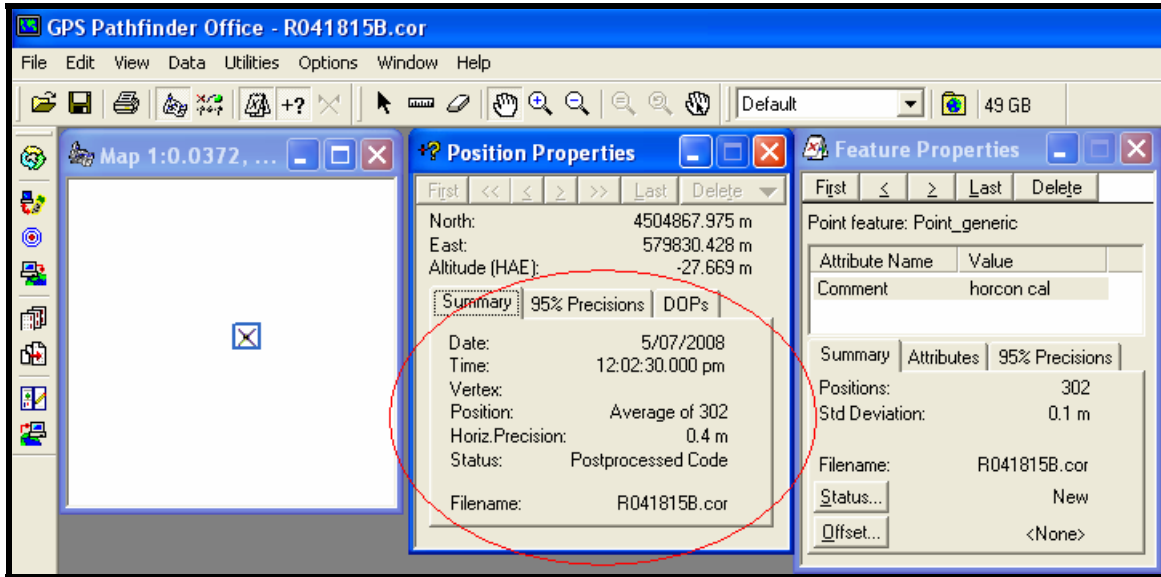 GPS Pathfinder Office - R041815B.cor
File Edit View Data Utilities Options Window Help
+? Default 49 GB
Map 1:0.0372, ...
+? Position Properties
First << < > >> Last Delete
North: 4504867.975 m
East: 579830.428 m
Altitude (HAE): -27.669 m
Summary 95% Precisions DOPs
Date: 5/07/2008
Time: 12:02:30.000 pm
Vertex:
Position: Average of 302
Horiz.Precision: 0.4 m
Status: Postprocessed Code
Filename: R041815B.cor
Feature Properties
First < > Last Delete
Point feature: Point_generic
Attribute Name Value
Comment horcon cal
Summary Attributes 95% Precisions
Positions: 302
Std Deviation: 0.1 m
Filename: R041815B.cor
Status... New
Offset... <None>